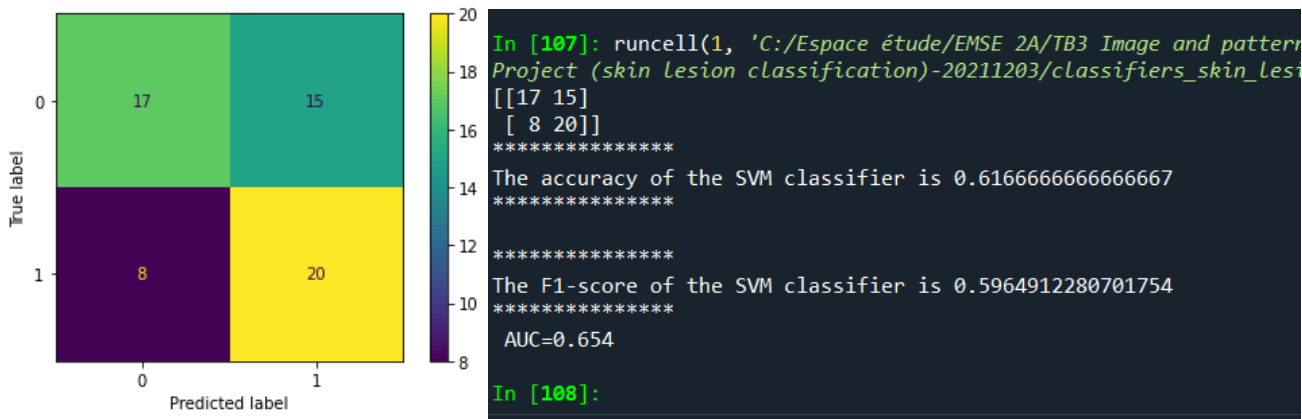 20
18
16
14
12
10
8
0
17
15
True label
1
8
20
0
1
Predicted label
In [107]: runcell(1, 'C:/Espace étude/EMSE 2A/TB3 Image and pattern
Project (skin lesion classification)-20211203/classifiers_skin_lesi
[[17 15]
[ 8 20]]
***************
The accuracy of the SVM classifier is 0.6166666666666667
***************
***************
The F1-score of the SVM classifier is 0.5964912280701754
***************
AUC=0.654
In [108]: